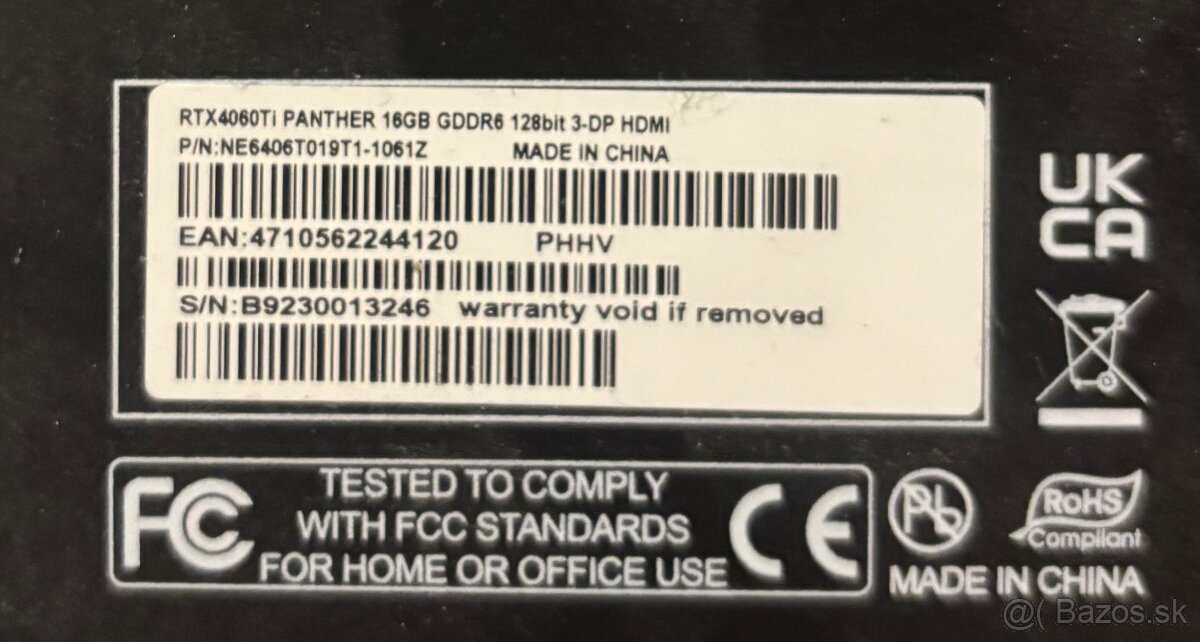 RTX4060Ti PANTHER 16GB GDDR6 128bit 3-DP HDMI
P/N:NE6406T019T1-1061Z MADE IN CHINA
EAN:4710562244120 PHHV
S/N:B9230013246 warranty void if removed
UK
CA
FC
TESTED TO COMPLY
WITH FCC STANDARDS
FOR HOME OR OFFICE USE
CE
Pb
RoHS
Compliant
MADE IN CHINA
@( Bazos.sk